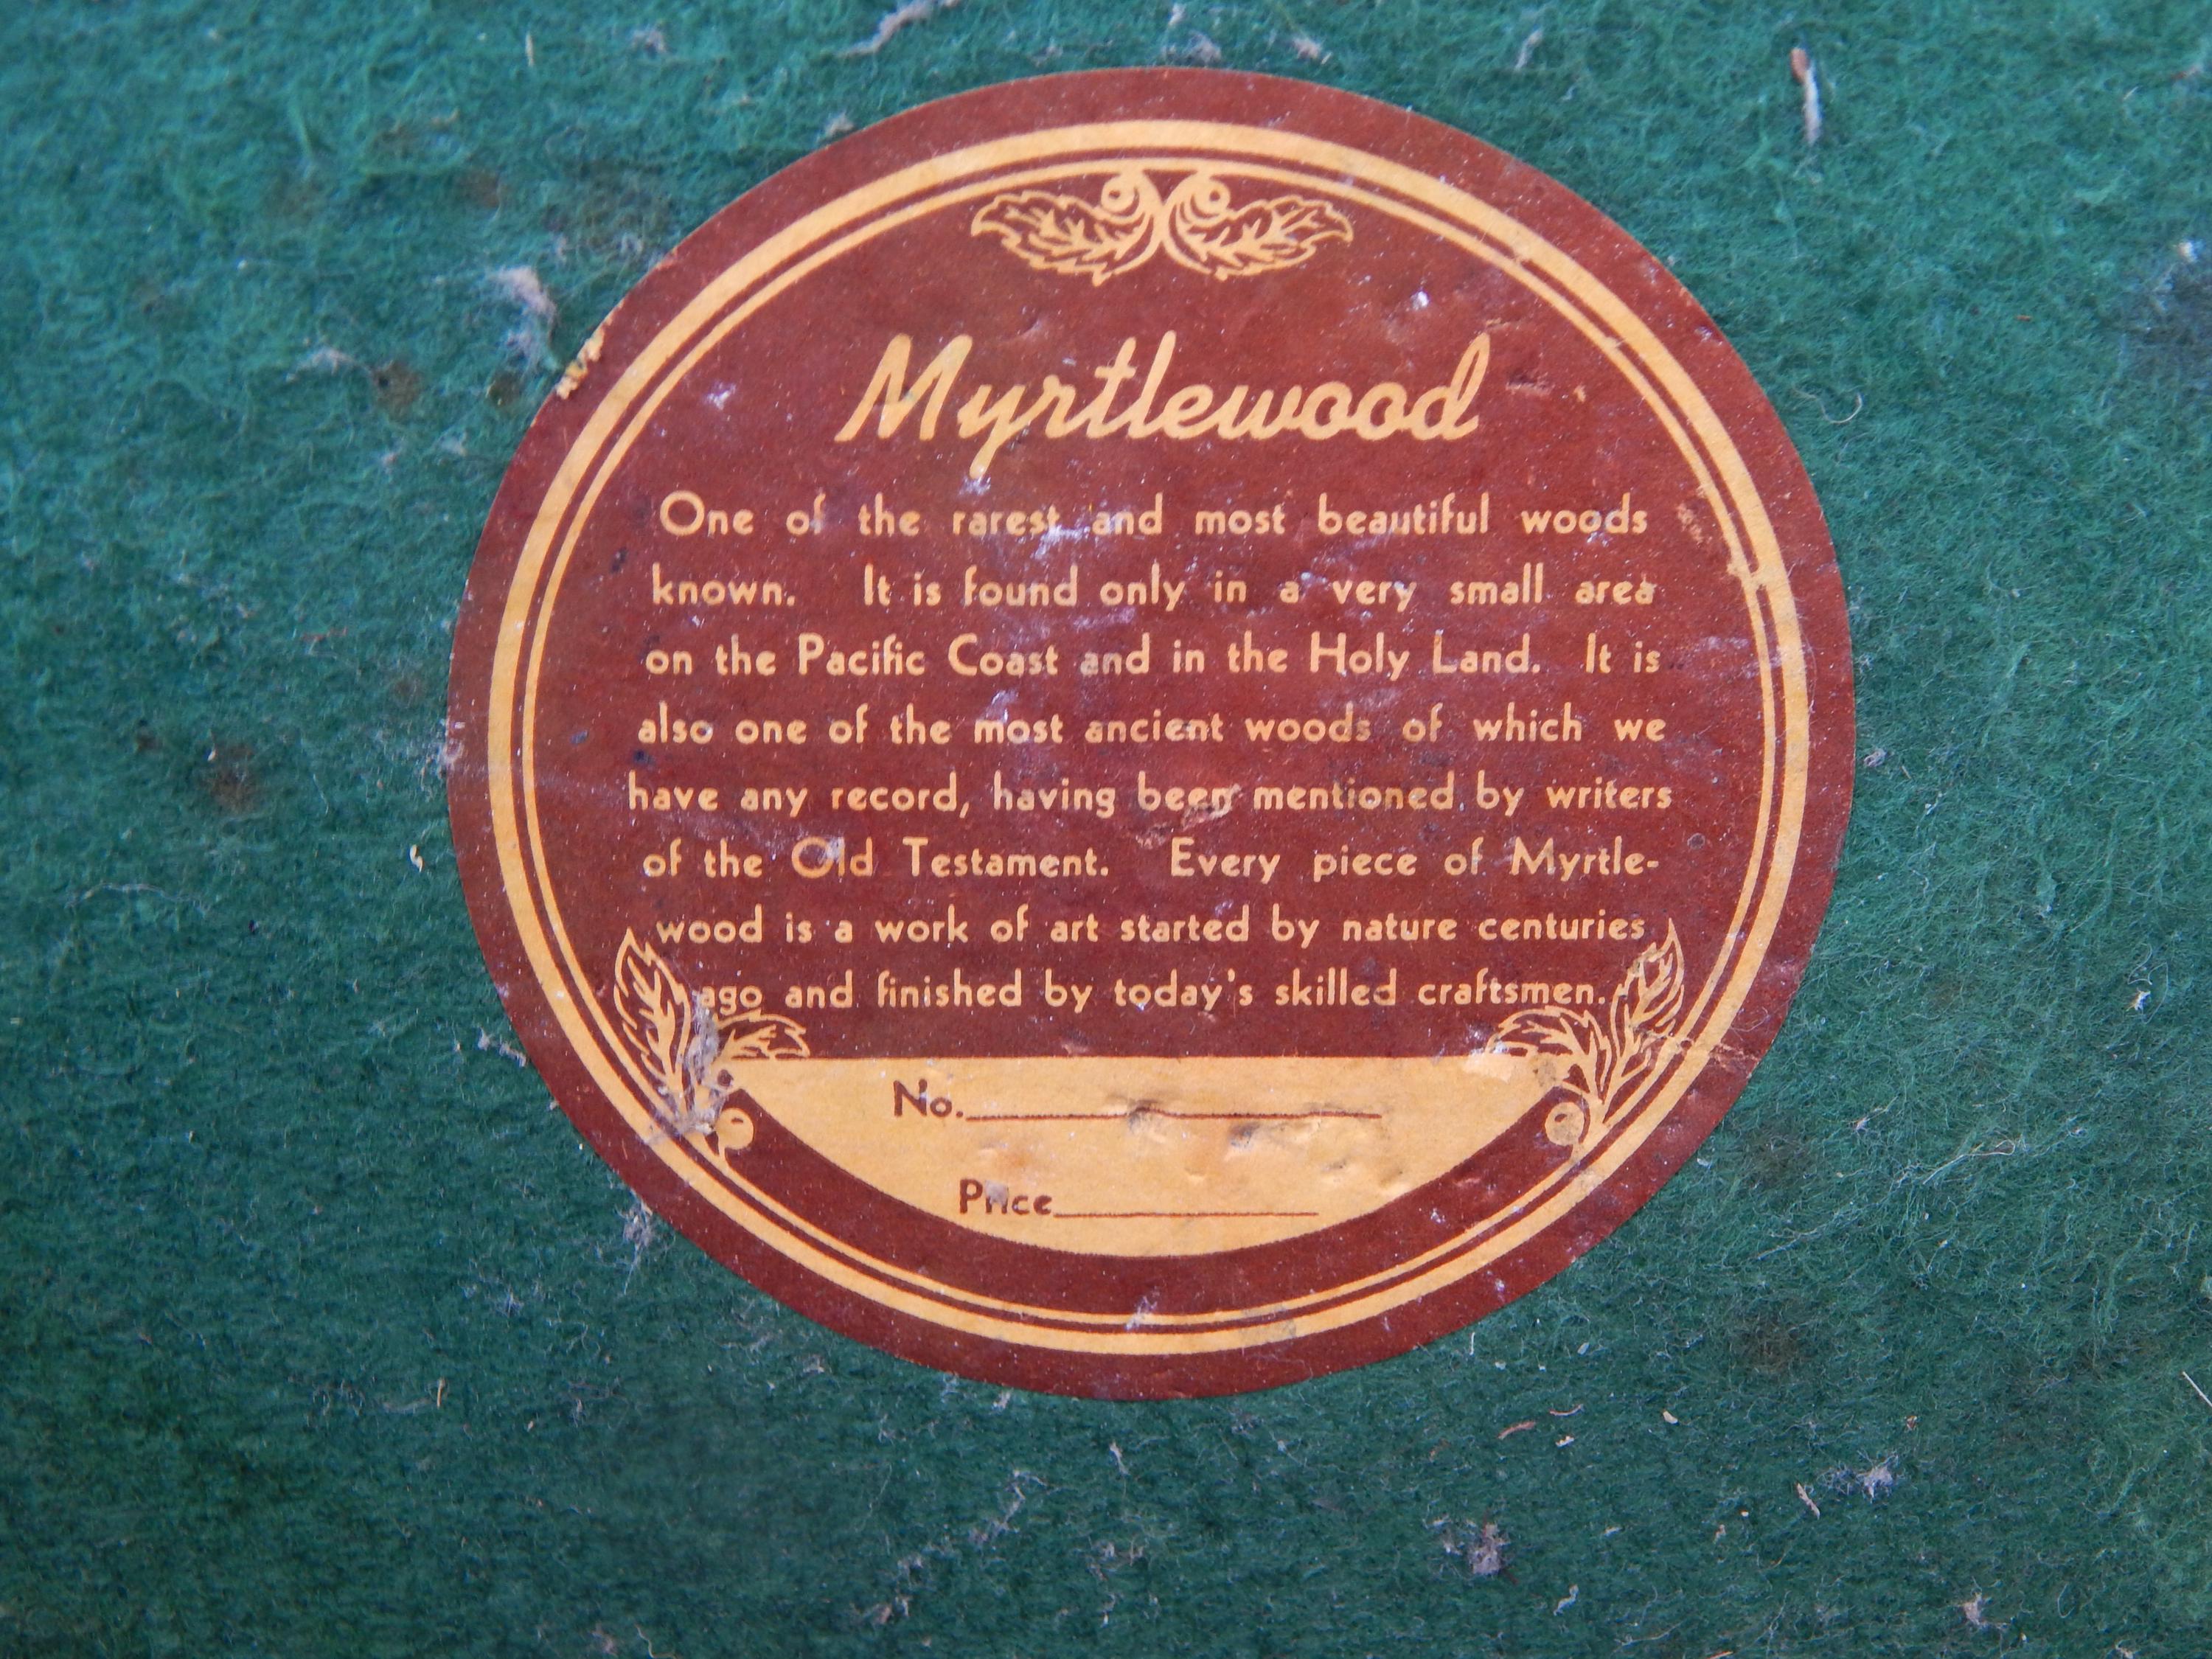 Myrtlewood
One of the rarest and most beautiful woods
known. It is found only in a very small area
on the Pacific Coast and in the Holy Land. It is
also one of the most ancient woods of which we
have any record, having been mentioned by writers
of the Old Testament. Every piece of Myrtle-
wood is a work of art started by nature centuries
ago and finished by today's skilled craftsmen.
No.
Price